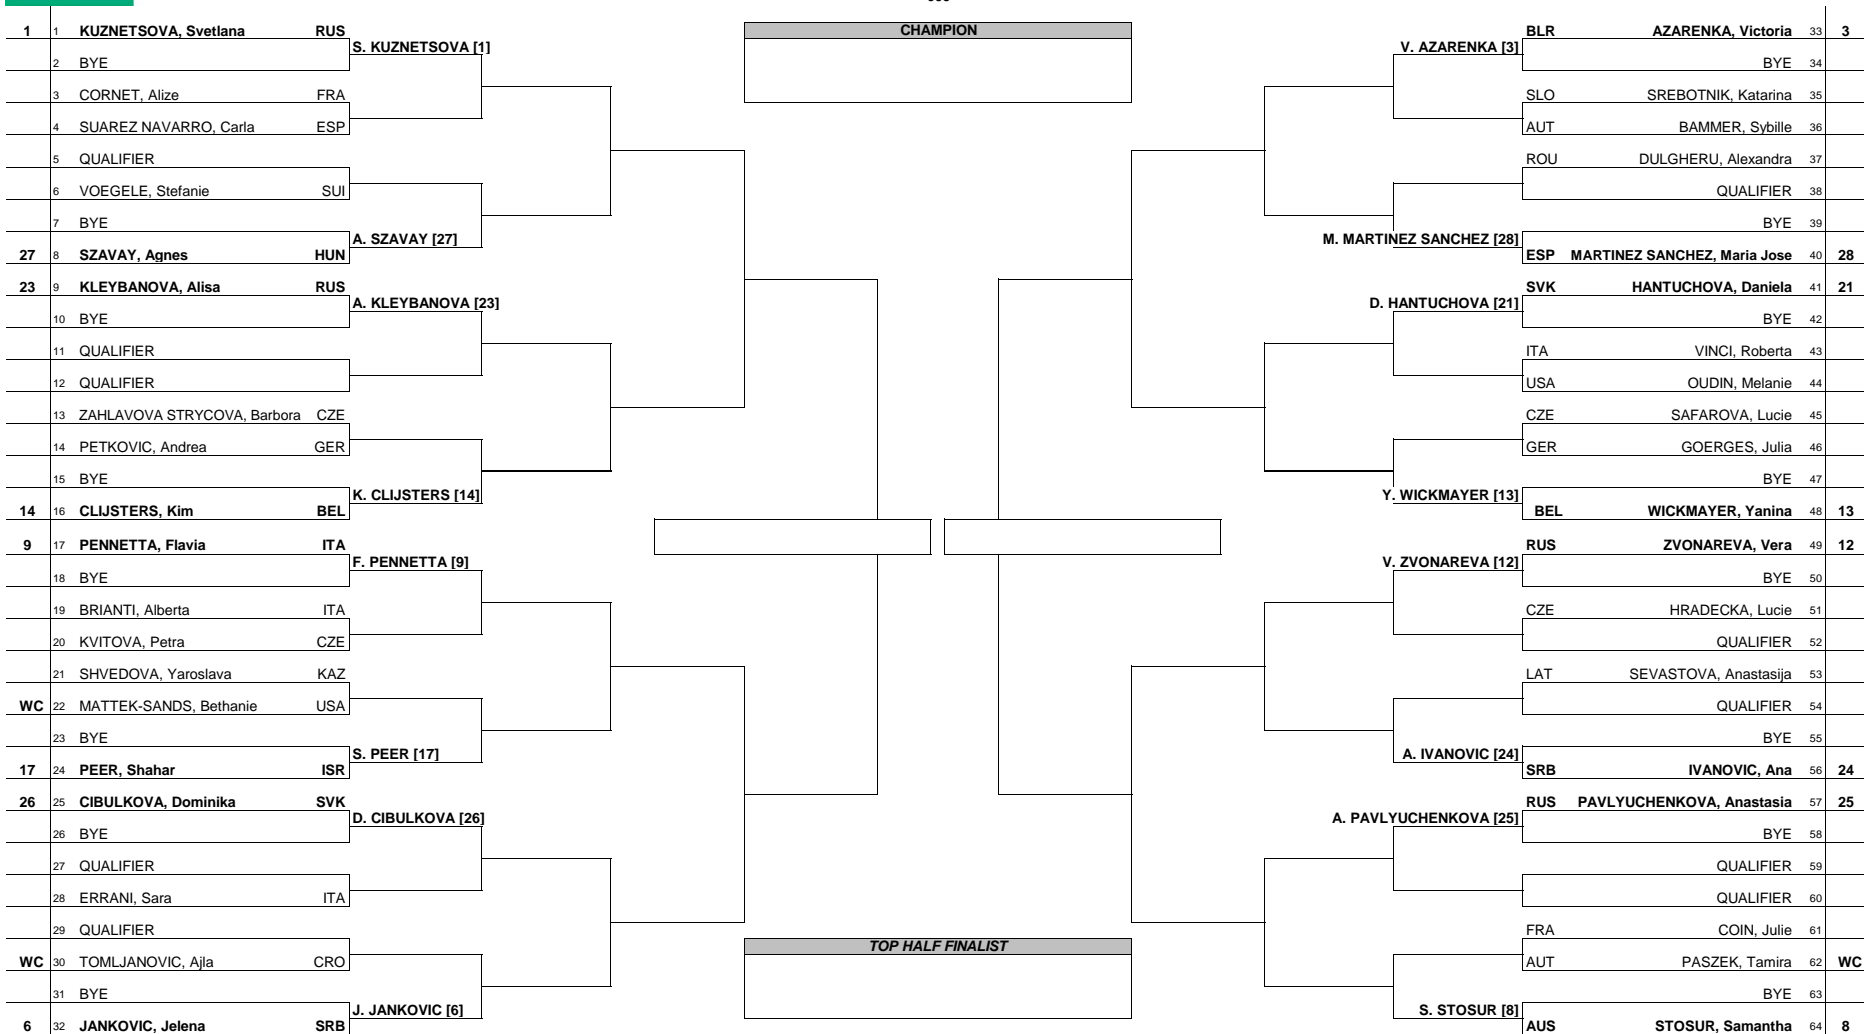 CHAMPION
1 1 KUZNETSOVA, Svetlana RUS
S. KUZNETSOVA [1]
2 BYE
3 CORNET, Alize FRA
4 SUAREZ NAVARRO, Carla ESP
5 QUALIFIER
6 VOEGELE, Stefanie SUI
7 BYE
A. SZAVAY [27]
27 8 SZAVAY, Agnes HUN
23 9 KLEYBANOVA, Alisa RUS
A. KLEYBANOVA [23]
10 BYE
11 QUALIFIER
12 QUALIFIER
13 ZAHLAVOVA STRYCOVA, Barbora CZE
14 PETKOVIC, Andrea GER
15 BYE
K. CLIJSTERS [14]
14 16 CLIJSTERS, Kim BEL
9 17 PENNETTA, Flavia ITA
F. PENNETTA [9]
18 BYE
19 BRIANTI, Alberta ITA
20 KVITOVA, Petra CZE
21 SHVEDOVA, Yaroslava KAZ
WC 22 MATTEK-SANDS, Bethanie USA
23 BYE
S. PEER [17]
17 24 PEER, Shahar ISR
26 25 CIBULKOVA, Dominika SVK
D. CIBULKOVA [26]
26 BYE
27 QUALIFIER
28 ERRANI, Sara ITA
29 QUALIFIER
WC 30 TOMLJANOVIC, Ajla CRO
31 BYE
J. JANKOVIC [6]
6 32 JANKOVIC, Jelena SRB
TOP HALF FINALIST
BLR AZARENKA, Victoria 33 3
V. AZARENKA [3]
BYE 34
SLO SREBOTNIK, Katarina 35
AUT BAMMER, Sybille 36
ROU DULGHERU, Alexandra 37
QUALIFIER 38
BYE 39
M. MARTINEZ SANCHEZ [28]
ESP MARTINEZ SANCHEZ, Maria Jose 40 28
SVK HANTUCHOVA, Daniela 41 21
D. HANTUCHOVA [21]
BYE 42
ITA VINCI, Roberta 43
USA OUDIN, Melanie 44
CZE SAFAROVA, Lucie 45
GER GOERGES, Julia 46
BYE 47
Y. WICKMAYER [13]
BEL WICKMAYER, Yanina 48 13
RUS ZVONAREVA, Vera 49 12
V. ZVONAREVA [12]
BYE 50
CZE HRADECKA, Lucie 51
QUALIFIER 52
LAT SEVASTOVA, Anastasija 53
QUALIFIER 54
BYE 55
A. IVANOVIC [24]
SRB IVANOVIC, Ana 56 24
RUS PAVLYUCHENKOVA, Anastasia 57 25
A. PAVLYUCHENKOVA [25]
BYE 58
QUALIFIER 59
QUALIFIER 60
FRA COIN, Julie 61
AUT PASZEK, Tamira 62 WC
BYE 63
S. STOSUR [8]
AUS STOSUR, Samantha 64 8